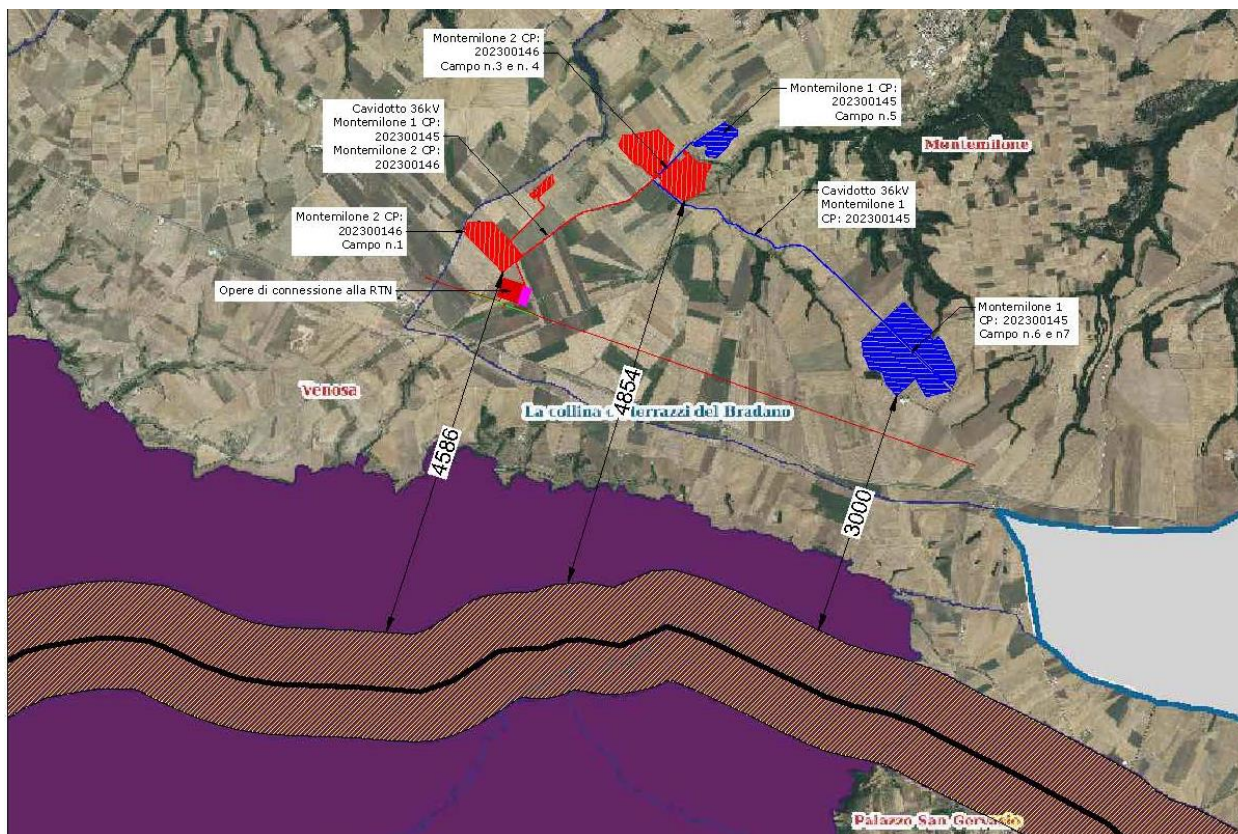 Montemilone 2 CP:
202300146
Campo n.3 e n. 4
Montemilone 1 CP:
202300145
Campo n.5
Cavidotto 36kV
Montemilone 1 CP:
202300145
Montemilone 2 CP:
202300146
Montemilone
Cavidotto 36kV
Montemilone 1
CP: 202300145
Montemilone 2 CP:
202300146
Campo n.1
Opere di connessione alla RTN
Montemilone 1
CP: 202300145
Campo n.6 e n7
Venosa
La collina e terrazzi del Bradano
4586
4854
3000
Palazzo San Gervasio